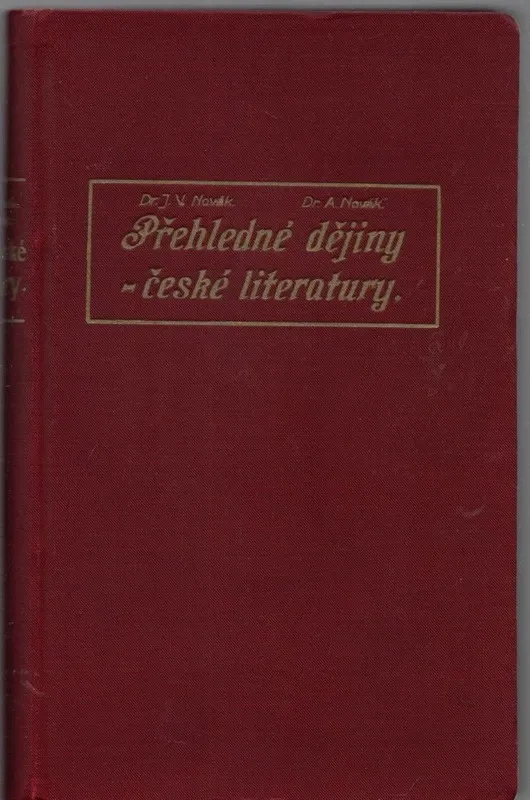 Dr. J. V. Novák. Dr. A. Novák.
Přehledné dějiny
- české literatury.